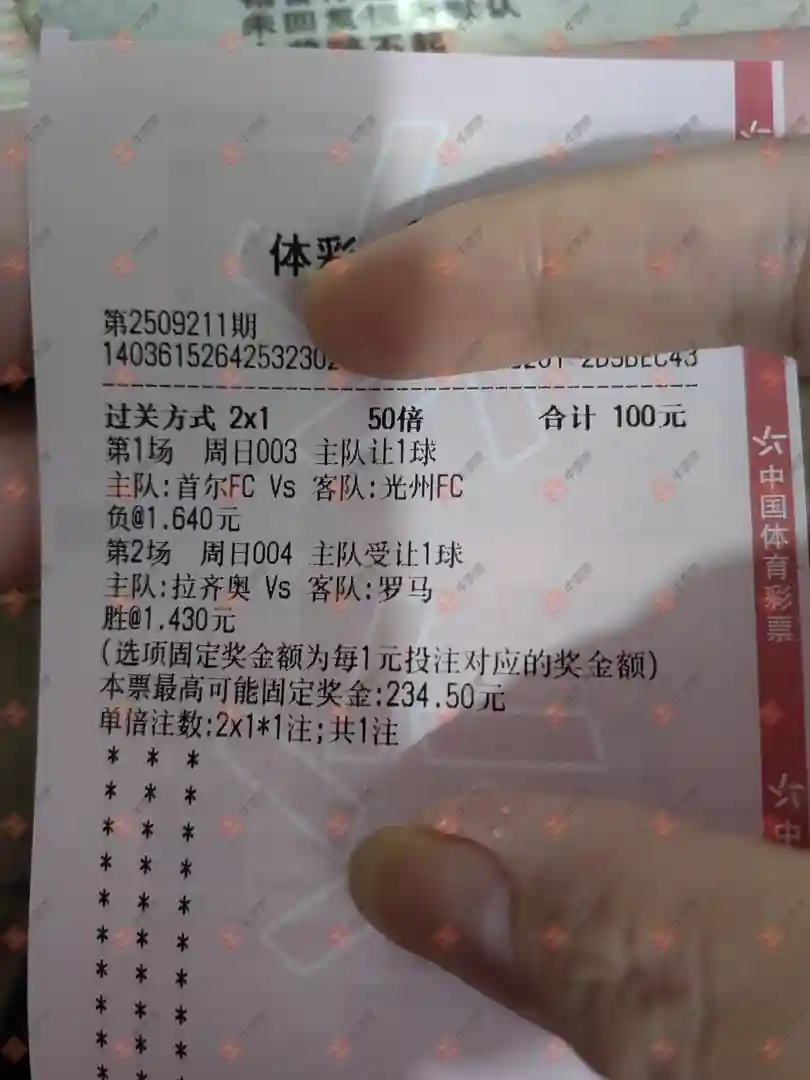 体彩
第2509211期
过关方式 2x1 50倍 合计 100元
第1场 周日003 主队让1球
主队:首尔FC Vs 客队:光州FC
负@1.640元
第2场 周日004 主队受让1球
主队:拉齐奥 Vs 客队:罗马
胜@1.430元
(选项固定奖金额为每1元投注对应的奖金额)
本票最高可能固定奖金:234.50元
单倍注数:2x1*1注;共1注
* * *
* * *
* * *
* * *
* * *
* * *
* * *
* * *
* * *
中国体育彩票
中